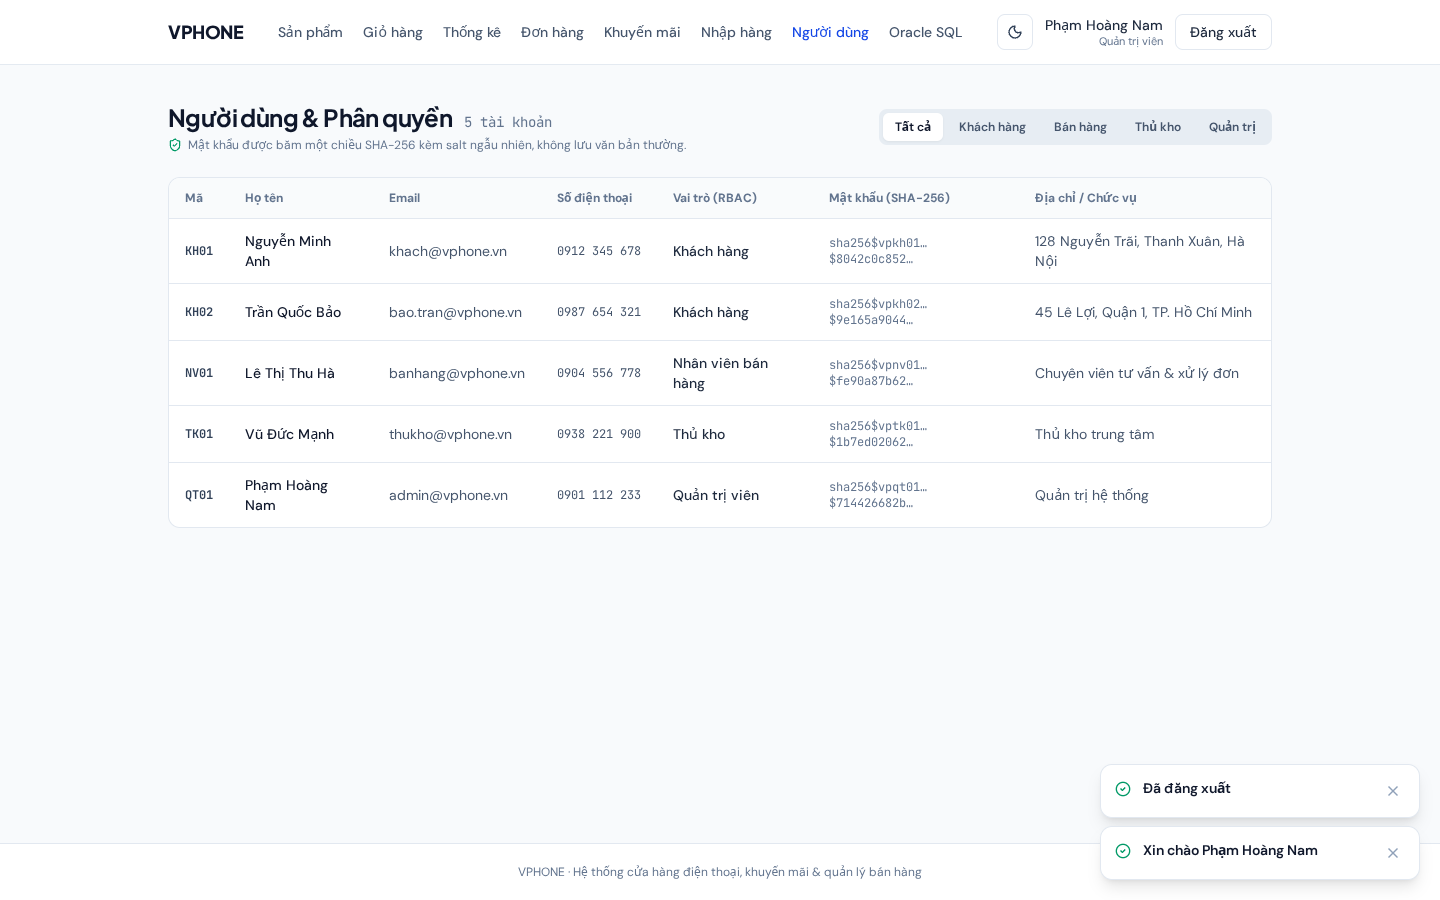 VPHONE
Sản phẩm
Giỏ hàng
Thống kê
Đơn hàng
Khuyến mãi
Nhập hàng
Người dùng
Oracle SQL
Phạm Hoàng Nam
Quản trị viên
Đăng xuất
Người dùng & Phân quyền
5 tài khoản
Mật khẩu được băm một chiều SHA-256 kèm salt ngẫu nhiên, không lưu văn bản thường.
Tất cả
Khách hàng
Bán hàng
Thủ kho
Quản trị
Mã
Họ tên
Email
Số điện thoại
Vai trò (RBAC)
Mật khẩu (SHA-256)
Địa chỉ / Chức vụ
KH01
Nguyễn Minh
Anh
khach@vphone.vn
0912 345 678
Khách hàng
sha256$vpkh01…
$8042c0c852…
128 Nguyễn Trãi, Thanh Xuân, Hà
Nội
KH02
Trần Quốc Bảo
bao.tran@vphone.vn
0987 654 321
Khách hàng
sha256$vpkh02…
$9e165a9044…
45 Lê Lợi, Quận 1, TP. Hồ Chí Minh
NV01
Lê Thị Thu Hà
banhang@vphone.vn
0904 556 778
Nhân viên bán
hàng
sha256$vpnv01…
$fe90a87b62…
Chuyên viên tư vấn & xử lý đơn
TK01
Vũ Đức Mạnh
thukho@vphone.vn
0938 221 900
Thủ kho
sha256$vptk01…
$1b7ed02062…
Thủ kho trung tâm
QT01
Phạm Hoàng
Nam
admin@vphone.vn
0901 112 233
Quản trị viên
sha256$vpqt01…
$714426682b…
Quản trị hệ thống
Đã đăng xuất
Xin chào Phạm Hoàng Nam
VPHONE · Hệ thống cửa hàng điện thoại, khuyến mãi & quản lý bán hàng